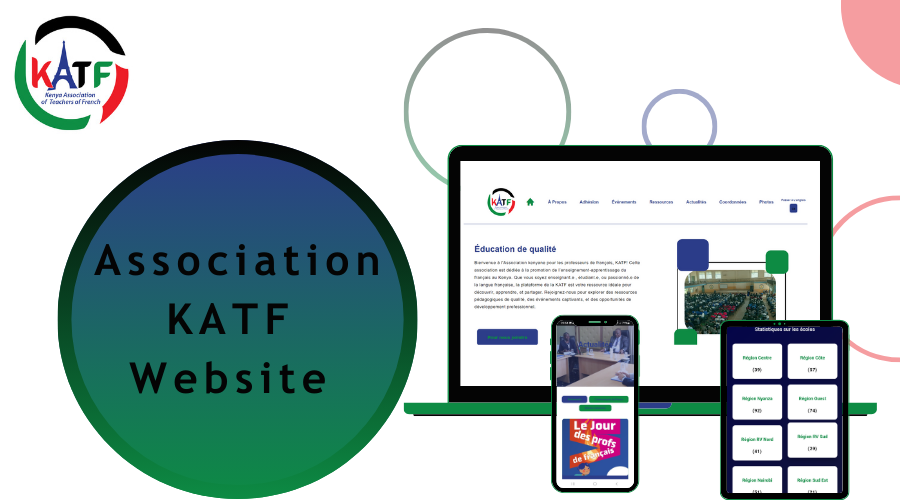 KATF
Kenya Association
of Teachers of French
Association
KATF
Website
KATF
À Propos
Adhésion
Événements
Ressources
Actualités
Coordonnées
Photos
Éducation de qualité
Bienvenue à l'Association kenyane pour les professeurs de français, KATF! Cette
association est dédiée à la promotion de l'enseignement-apprentissage du
français au Kenya. Que vous soyez enseignant.e , étudiant.e, ou passionné.e de
la langue française, la plateforme de la KATF est votre ressource idéale pour
découvrir, apprendre, et partager. Rejoignez-nous pour explorer des ressources
pédagogiques de qualité, des événements captivants, et des opportunités de
développement professionnel.
Actualité
Le Jour
des profs
de français
Statistiques sur les écoles
Région Centre
(39)
Région Côte
(37)
Région Nyanza
(92)
Région Ouest
(74)
Région RV Nord
(41)
Région RV Sud
(39)
Région Nairobi
Région Sud Est